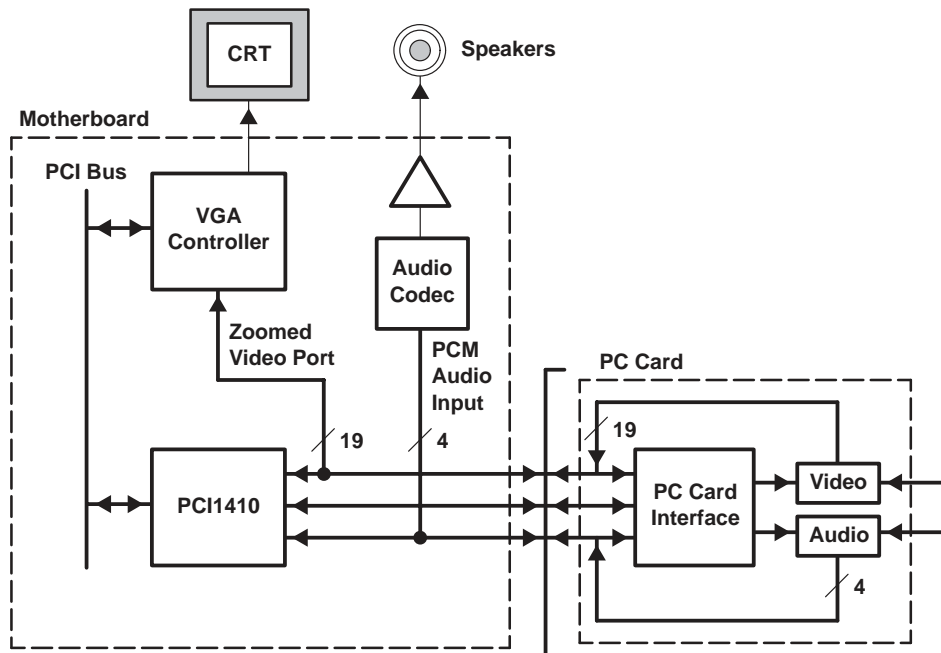 CRT
Speakers
Motherboard
PCI Bus
VGA
Controller
Audio
Codec
Zoomed
Video Port
PCM
Audio
Input
PC Card
19
4
19
PCI1410
PC Card
Interface
Video
Audio
4